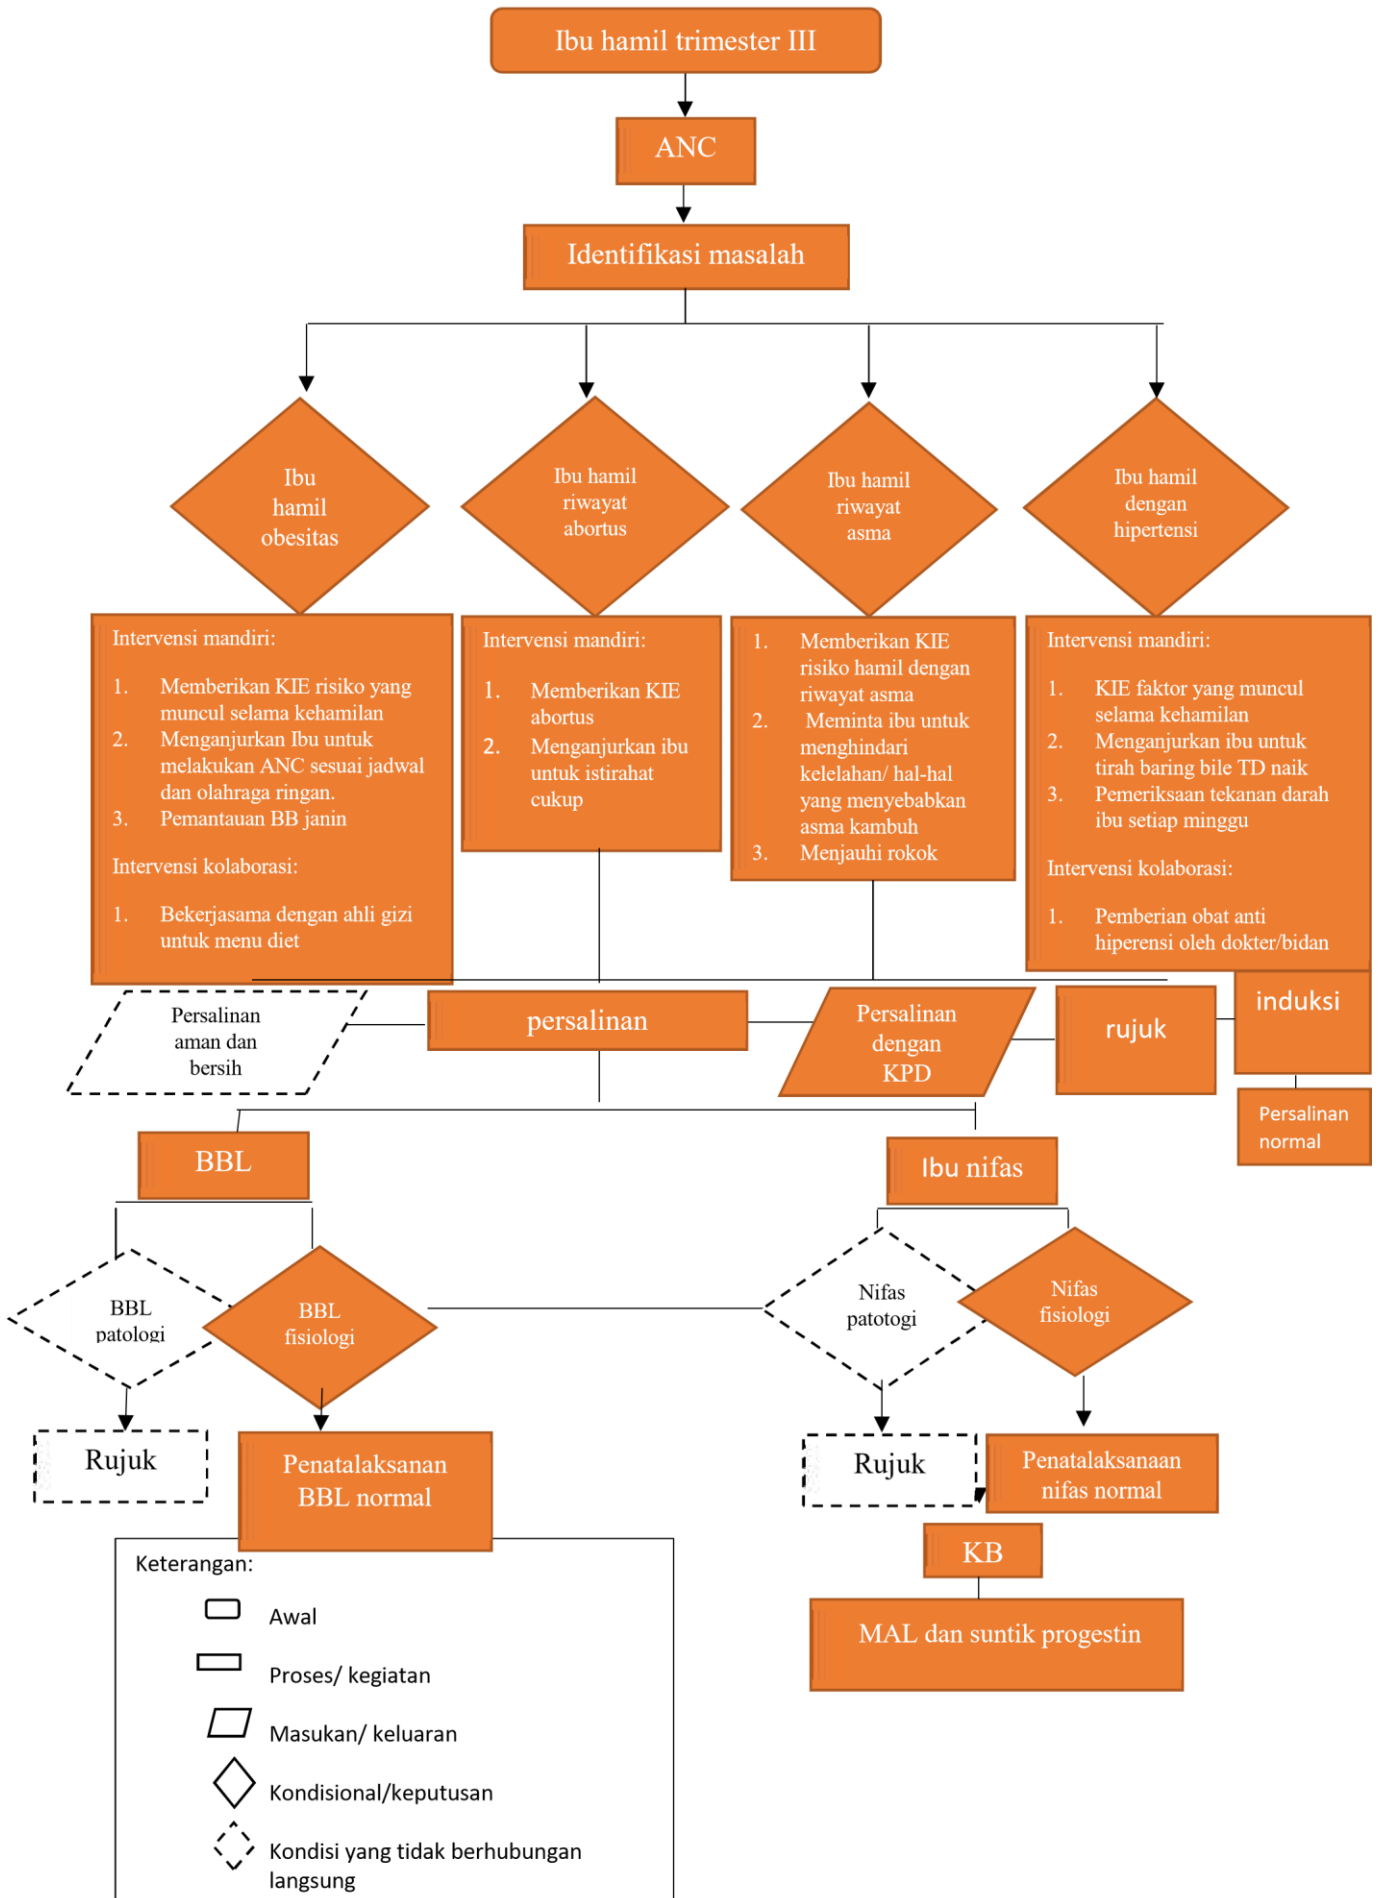 Ibu hamil trimester III
ANC
Identifikasi masalah
Ibu
hamil
obesitas
Ibu hamil
riwayat
abortus
Ibu hamil
riwayat
asma
Ibu hamil
dengan
hipertensi
Intervensi mandiri:
1. Memberikan KIE risiko yang
muncul selama kehamilan
2. Menganjurkan Ibu untuk
melakukan ANC sesuai jadwal
dan olahraga ringan.
3. Pemantauan BB janin
Intervensi kolaborasi:
1. Bekerjasama dengan ahli gizi
untuk menu diet
Intervensi mandiri:
1. Memberikan KIE
abortus
2. Menganjurkan ibu
untuk istirahat
cukup
1. Memberikan KIE
risiko hamil dengan
riwayat asma
2. Meminta ibu untuk
menghindari
kelelahan/ hal-hal
yang menyebabkan
asma kambuh
3. Menjauhi rokok
Intervensi mandiri:
1. KIE faktor yang muncul
selama kehamilan
2. Menganjurkan ibu untuk
tirah baring bile TD naik
3. Pemeriksaan tekanan darah
ibu setiap minggu
Intervensi kolaborasi:
1. Pemberian obat anti
hiperensi oleh dokter/bidan
Persalinan
aman dan
bersih
persalinan
Persalinan
dengan
KPD
rujuk
induksi
Persalinan
normal
BBL
Ibu nifas
BBL
patologi
BBL
fisiologi
Nifas
patotogi
Nifas
fisiologi
Rujuk
Penatalaksanan
BBL normal
Rujuk
Penatalaksanaan
nifas normal
KB
MAL dan suntik progestin
Keterangan:
Awal
Proses/ kegiatan
Masukan/ keluaran
Kondisional/keputusan
Kondisi yang tidak berhubungan
langsung